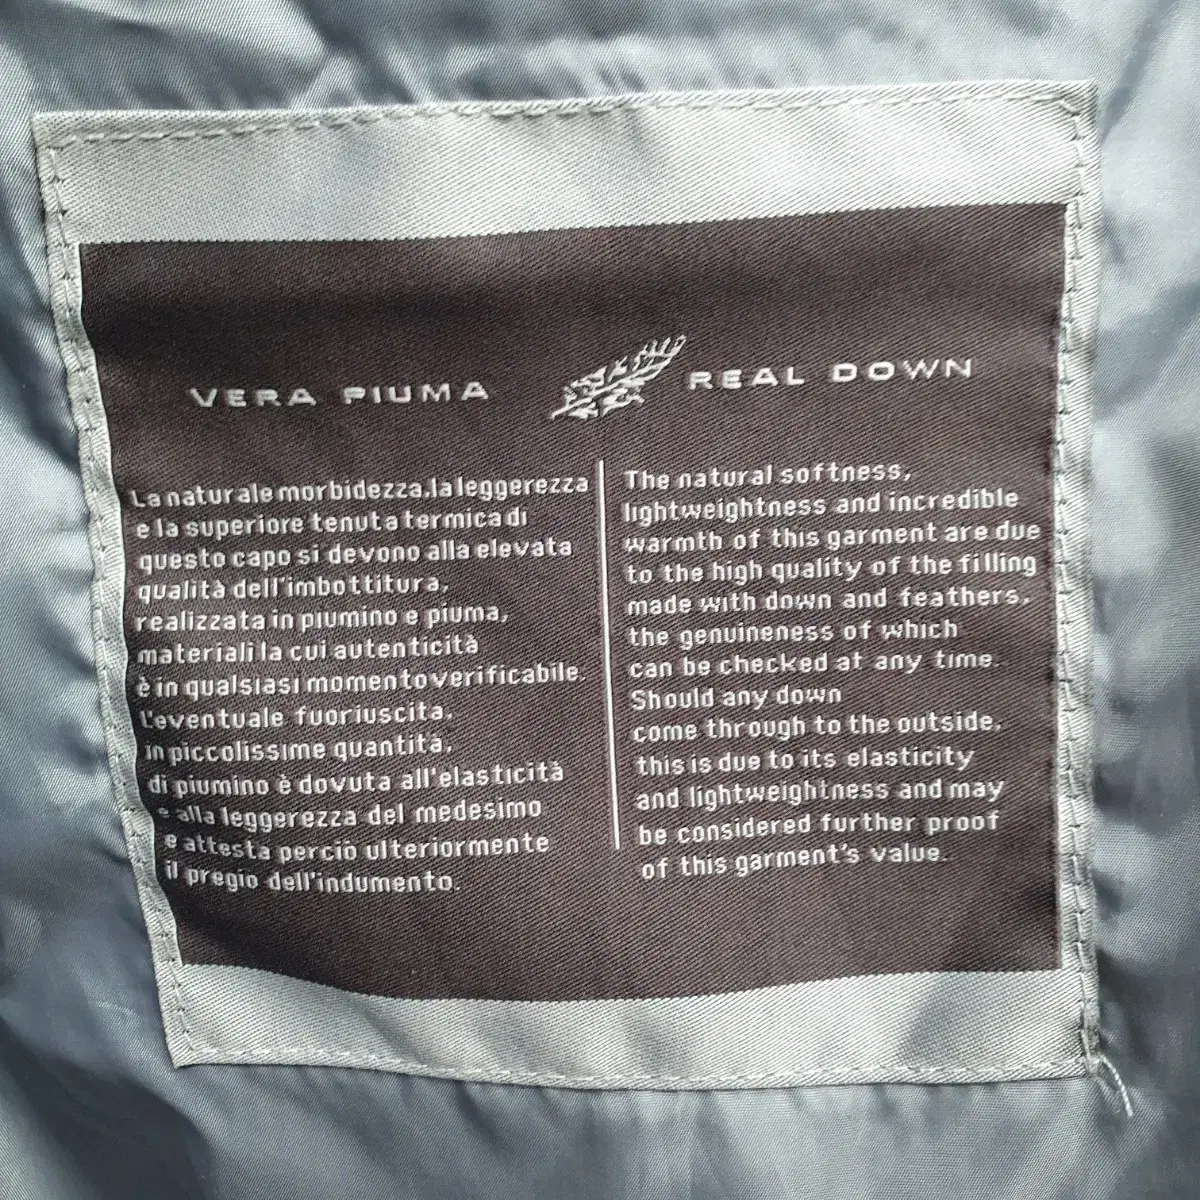 VERA PIUMA
La naturale morbidezza, la leggerezza
e la superiore tenuta termica di
questo capo si devono alla elevata
qualità dell'imbottitura,
realizzata in piumino e piuma,
materiali la cui autenticità
è in qualsiasi momento verificabile.
L'eventuale fuoriuscita,
in piccolissime quantità,
di piumino è dovuta all'elasticità
e alla leggerezza del medesimo
e attesta perciò ulteriormente
il pregio dell'indumento.
REAL DOWN
The natural softness,
lightweightness and incredible
warmth of this garment are due
to the high quality of the filling
made with down and feathers,
the genuineness of which
can be checked at any time.
Should any down
come through to the outside,
this is due to its elasticity
and lightweightness and may
be considered further proof
of this garment's value.